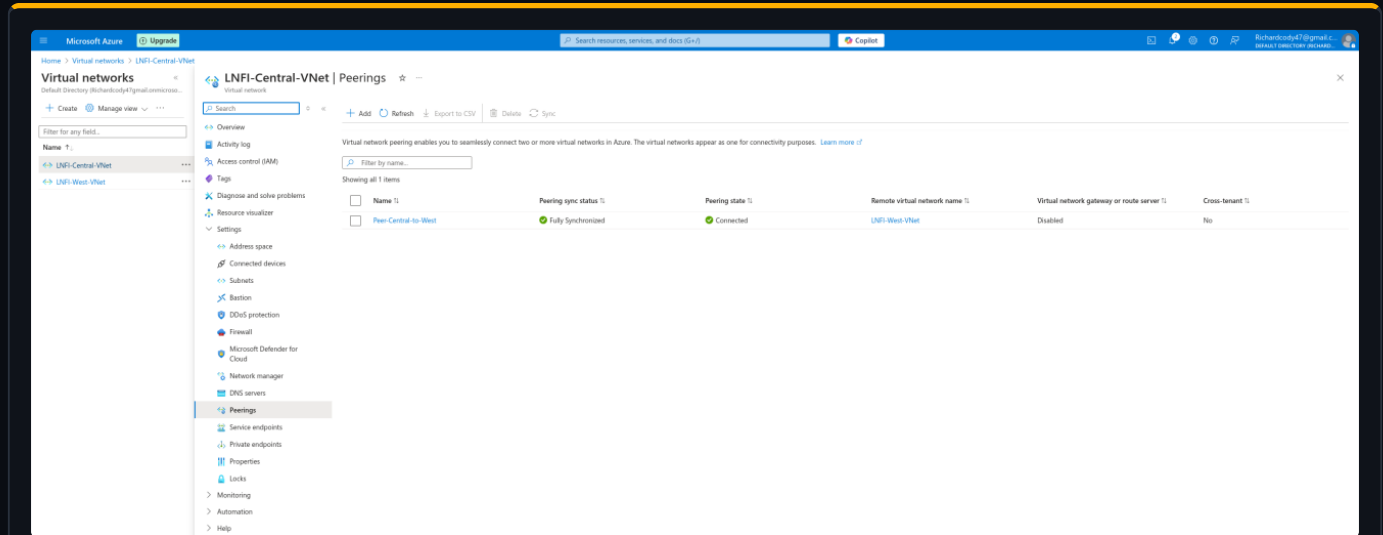 Microsoft Azure
Upgrade
Search resources, services, and docs (G+/)
Copilot
Richardcody47@gmail.c...
DEFAULT DIRECTORY (RICHARD...
Home > Virtual networks > LNFI-Central-VNet
Virtual networks
Default Directory (Richardcody47gmail.onmicroso...
Create Manage view ...
Filter for any field...
Name ↑
LNFI-Central-VNet ...
LNFI-West-VNet ...
LNFI-Central-VNet | Peerings
Virtual network
Search
Overview
Activity log
Access control (IAM)
Tags
Diagnose and solve problems
Resource visualizer
Settings
Address space
Connected devices
Subnets
Bastion
DDoS protection
Firewall
Microsoft Defender for
Cloud
Network manager
DNS servers
Peerings
Service endpoints
Private endpoints
Properties
Locks
Monitoring
Automation
Help
Add Refresh Export to CSV Delete Sync
Virtual network peering enables you to seamlessly connect two or more virtual networks in Azure. The virtual networks appear as one for connectivity purposes. Learn more
Filter by name...
Showing all 1 items
Name Peering sync status Peering state Remote virtual network name Virtual network gateway or route server Cross-tenant
Peer-Central-to-West Fully Synchronized Connected LNFI-West-VNet Disabled No